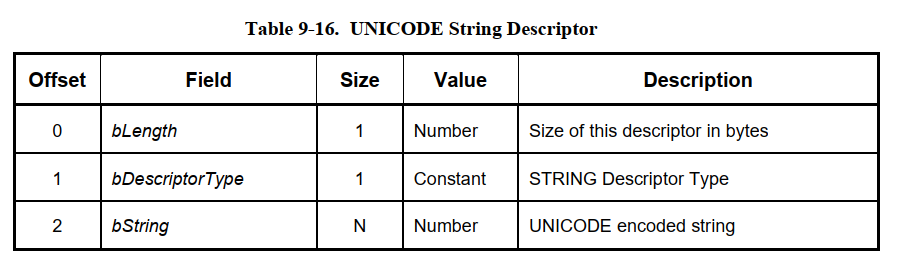 Table 9-16. UNICODE String Descriptor
Offset Field Size Value Description
0 bLength 1 Number Size of this descriptor in bytes
1 bDescriptorType 1 Constant STRING Descriptor Type
2 bString N Number UNICODE encoded string